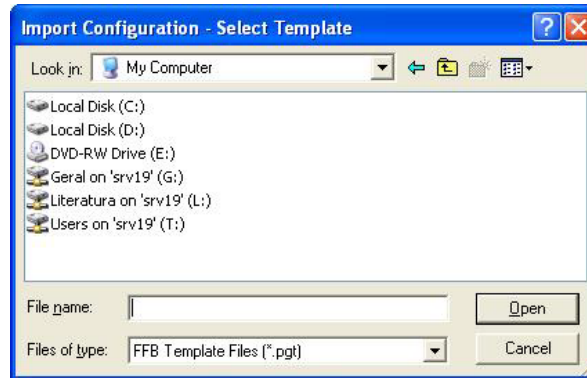 Import Configuration - Select Template
Look in: My Computer
Local Disk (C:)
Local Disk (D:)
DVD-RW Drive (E:)
Geral on 'srv19' (G:)
Literatura on 'srv19' (L:)
Users on 'srv19' (T:)
File name: Open
Files of type: FFB Template Files (*.pgt) Cancel